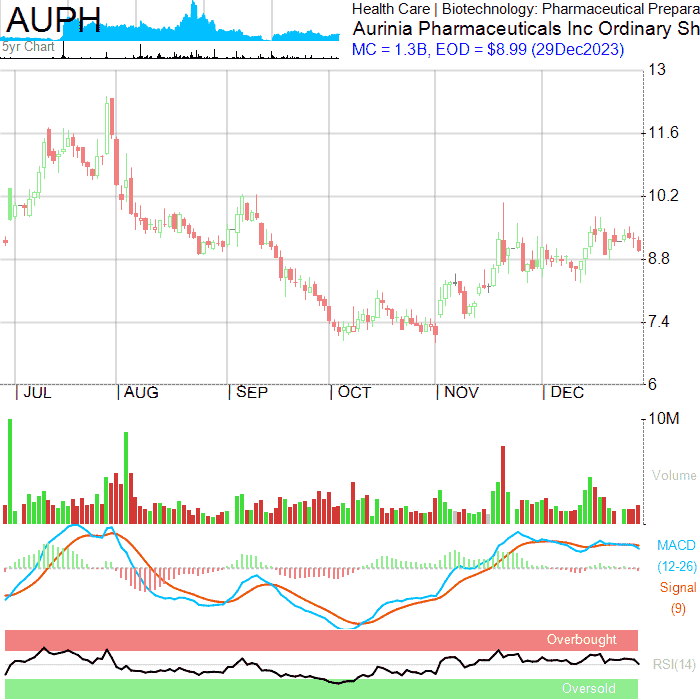 AUPH
5yr Chart
Health Care | Biotechnology: Pharmaceutical Prepara
Aurinia Pharmaceuticals Inc Ordinary Sh
MC = 1.3B, EOD = $8.99 (29Dec2023)
13
11.6
10.2
8.8
7.4
6
| JUL | AUG | SEP | OCT | NOV | DEC
10M
Volume
MACD
(12-26)
Signal
(9)
Overbought
RSI(14)
Oversold